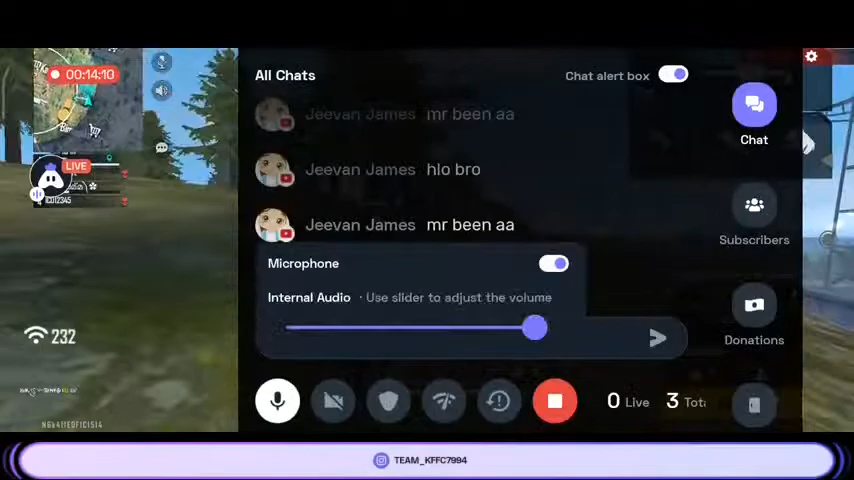 00:14:10
All Chats
Chat alert box
Jeevan James mr been aa
Chat
LIVE
Jeevan James hlo bro
Jeevan James mr been aa
Subscribers
Microphone
Internal Audio · Use slider to adjust the volume
232
Donations
0 Live 3 Tot
TEAM_KFFC7994